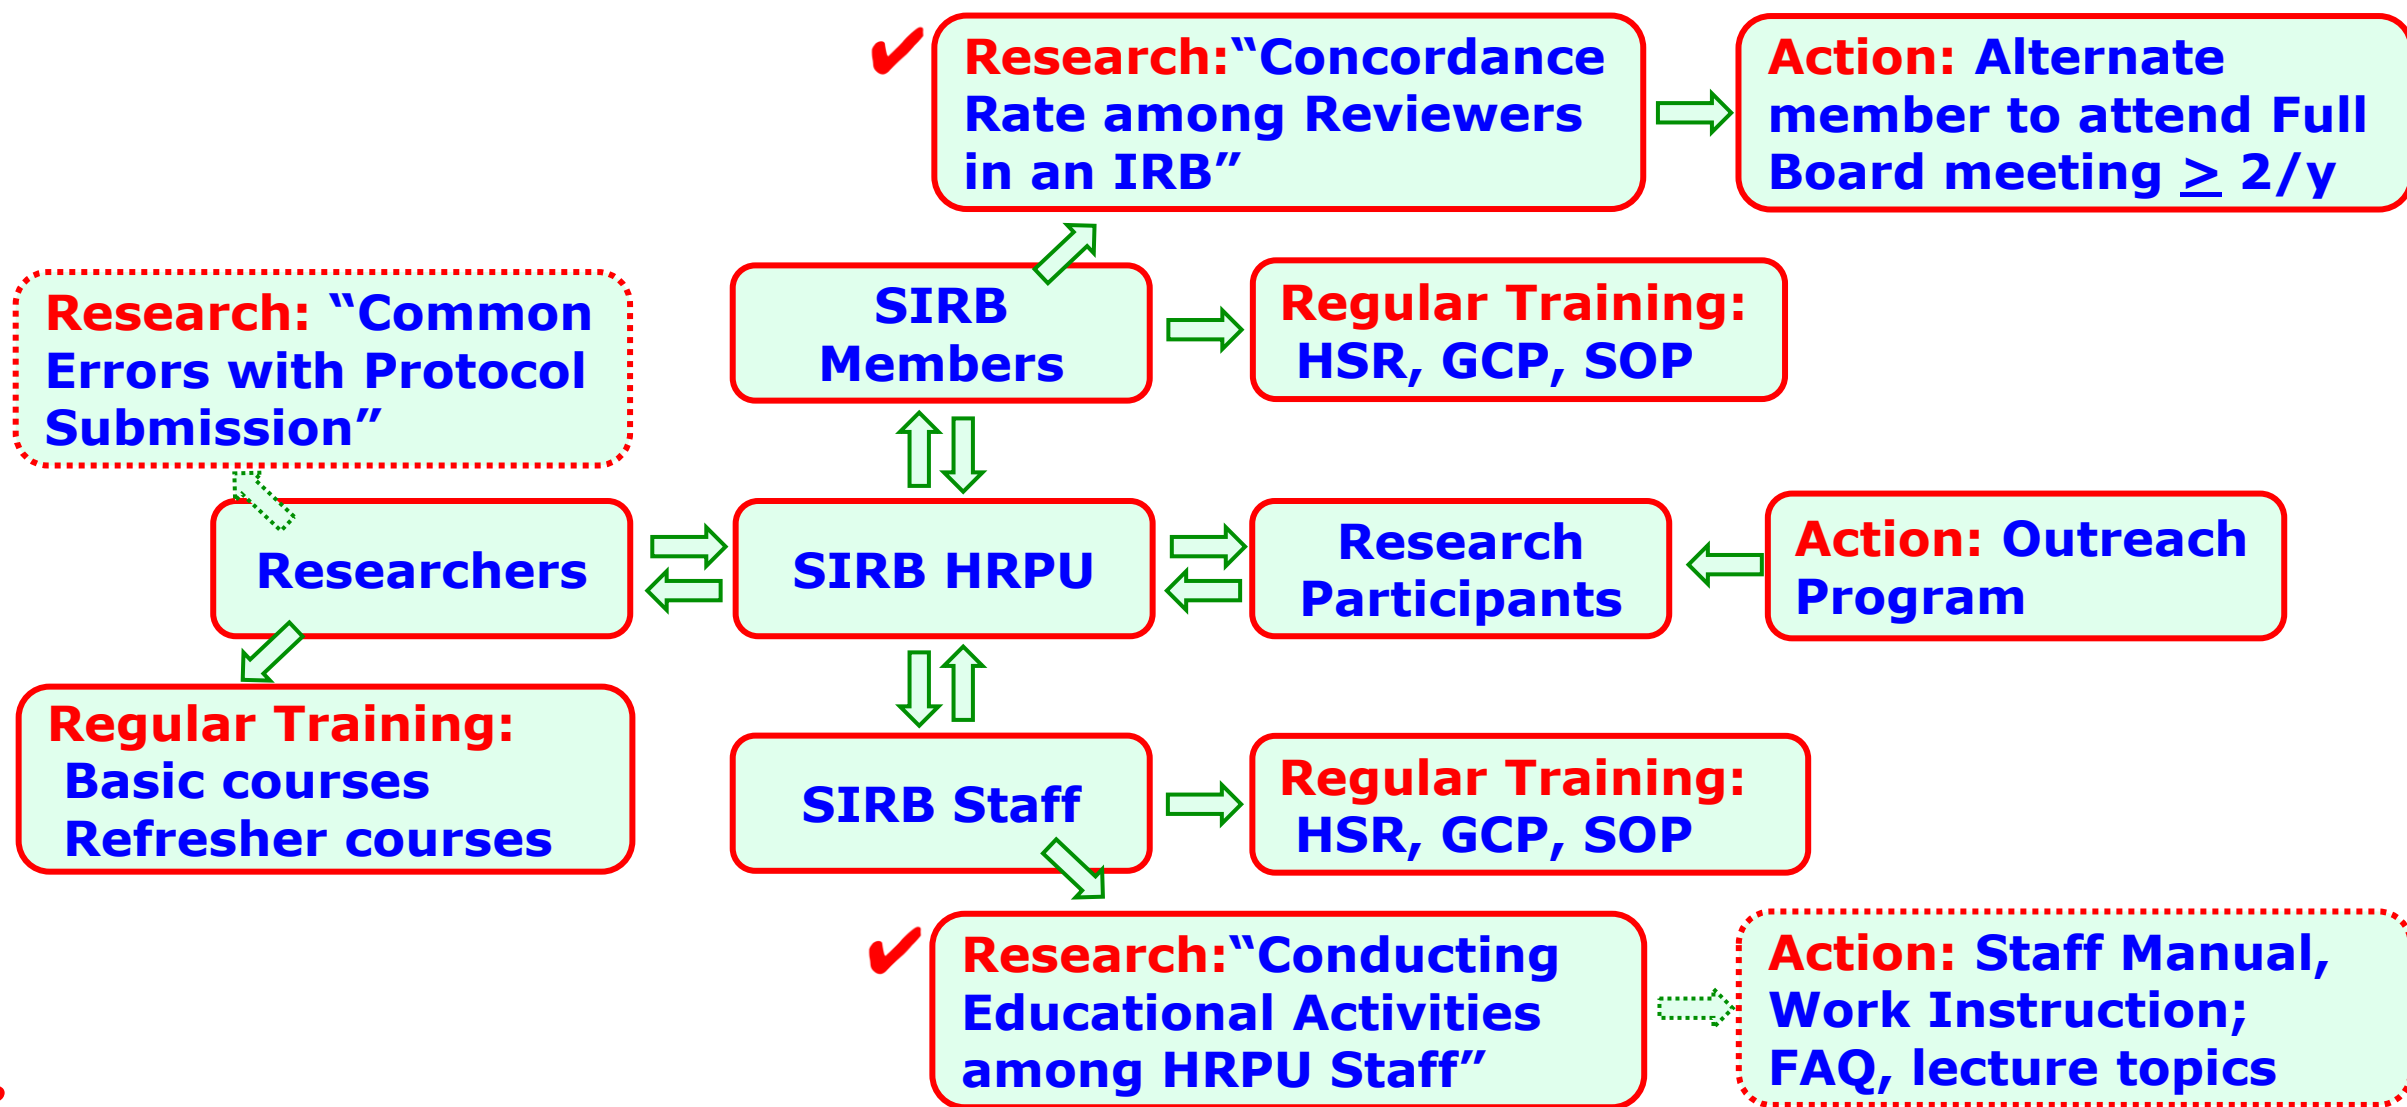 Research:“Concordance
Rate among Reviewers
in an IRB”
Action: Alternate
member to attend Full
Board meeting ≥ 2/y
Research: “Common
Errors with Protocol
Submission”
SIRB
Members
Regular Training:
HSR, GCP, SOP
Researchers
SIRB HRPU
Research
Participants
Action: Outreach
Program
Regular Training:
Basic courses
Refresher courses
SIRB Staff
Regular Training:
HSR, GCP, SOP
Research:“Conducting
Educational Activities
among HRPU Staff”
Action: Staff Manual,
Work Instruction;
FAQ, lecture topics